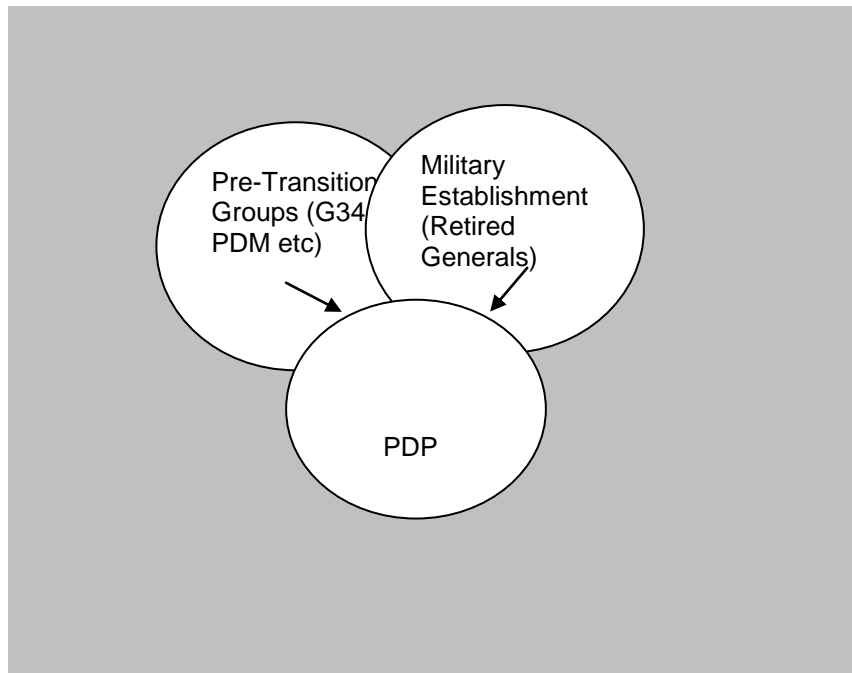 Pre-Transition
Groups (G34
PDM etc)
Military
Establishment
(Retired
Generals)
PDP